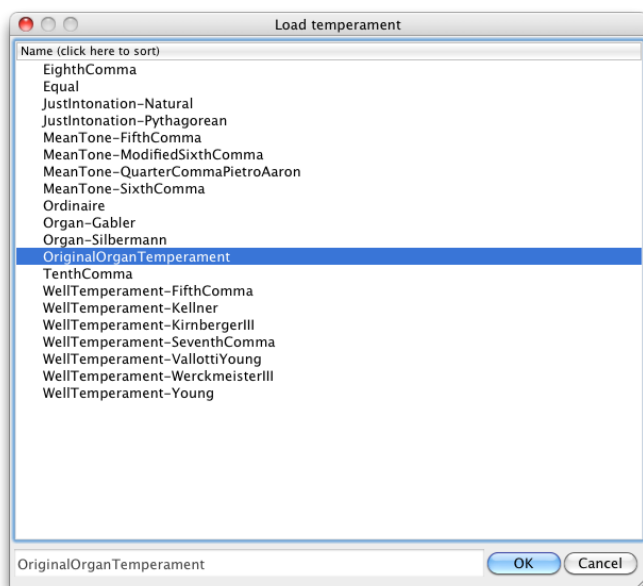 Load temperament
Name (click here to sort)
EighthComma
Equal
JustIntonation-Natural
JustIntonation-Pythagorean
MeanTone-FifthComma
MeanTone-ModifiedSixthComma
MeanTone-QuarterCommaPietroAaron
MeanTone-SixthComma
Ordinaire
Organ-Gabler
Organ-Silbermann
OriginalOrganTemperament
TenthComma
WellTemperament-FifthComma
WellTemperament-Kellner
WellTemperament-KirnbergerIII
WellTemperament-SeventhComma
WellTemperament-VallottiYoung
WellTemperament-WerckmeisterIII
WellTemperament-Young
OriginalOrganTemperament OK Cancel